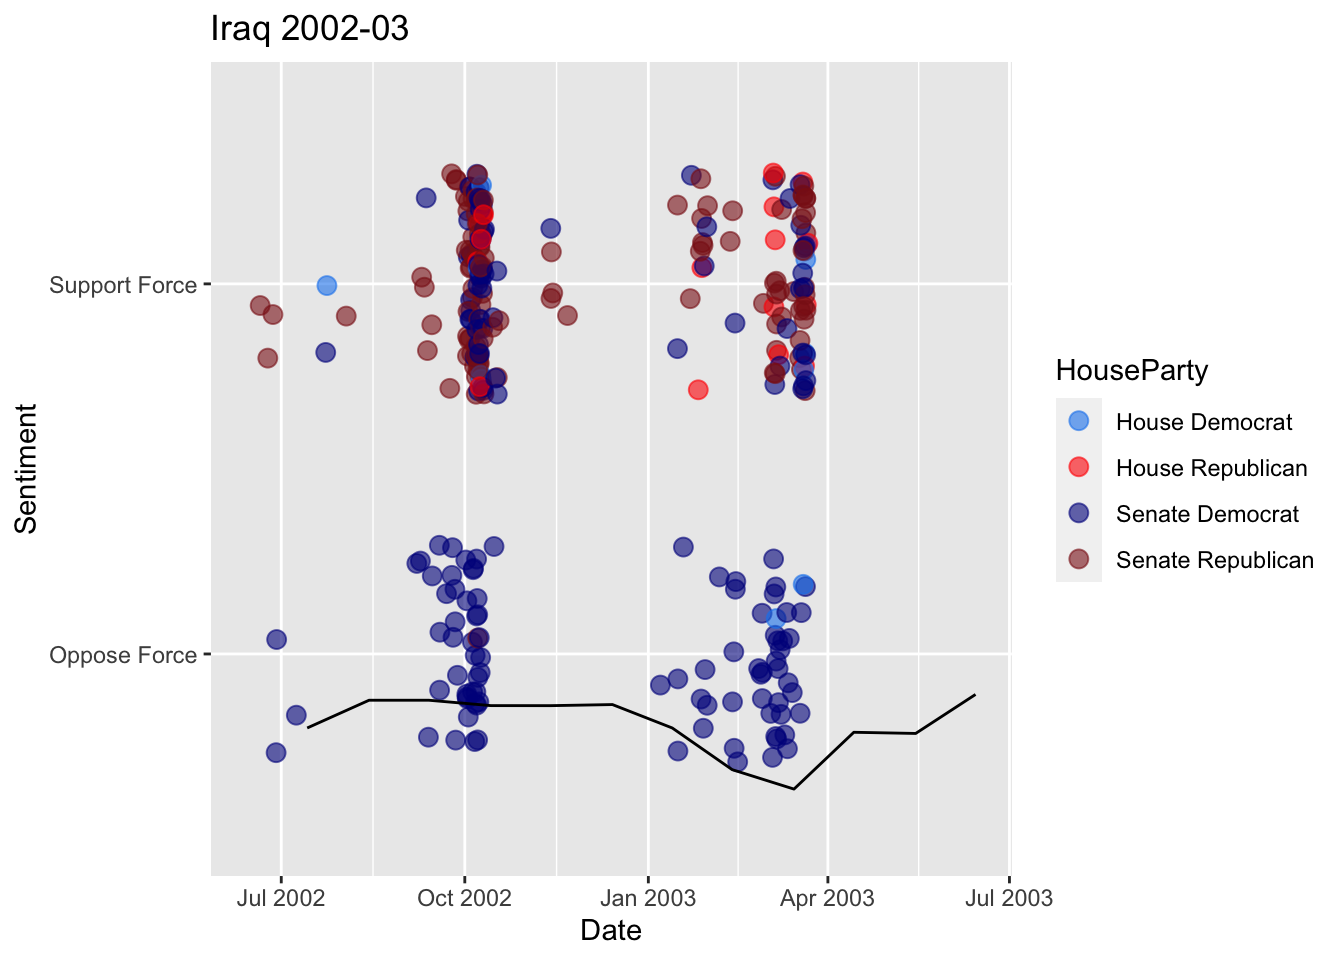 Iraq 2002-03
Sentiment
Support Force
Oppose Force
Jul 2002
Oct 2002
Jan 2003
Apr 2003
Jul 2003
Date
HouseParty
House Democrat
House Republican
Senate Democrat
Senate Republican